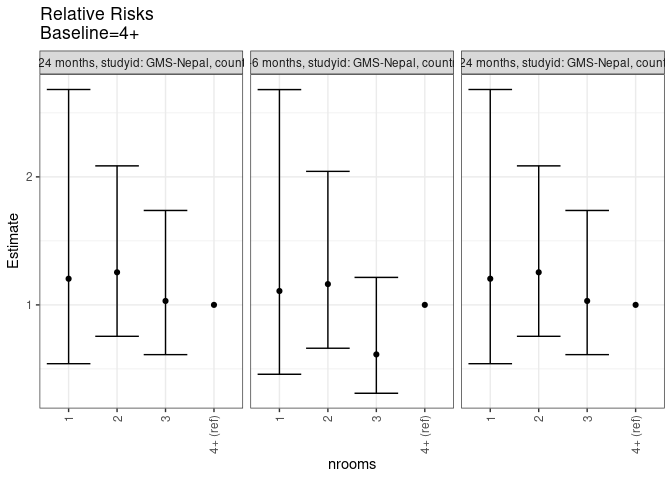 Relative Risks
Baseline=4+
24 months, studyid: GMS-Nepal, count
-6 months, studyid: GMS-Nepal, count
24 months, studyid: GMS-Nepal, count
Estimate
2
1
1
2
3
4+ (ref)
1
2
3
4+ (ref)
1
2
3
4+ (ref)
nrooms